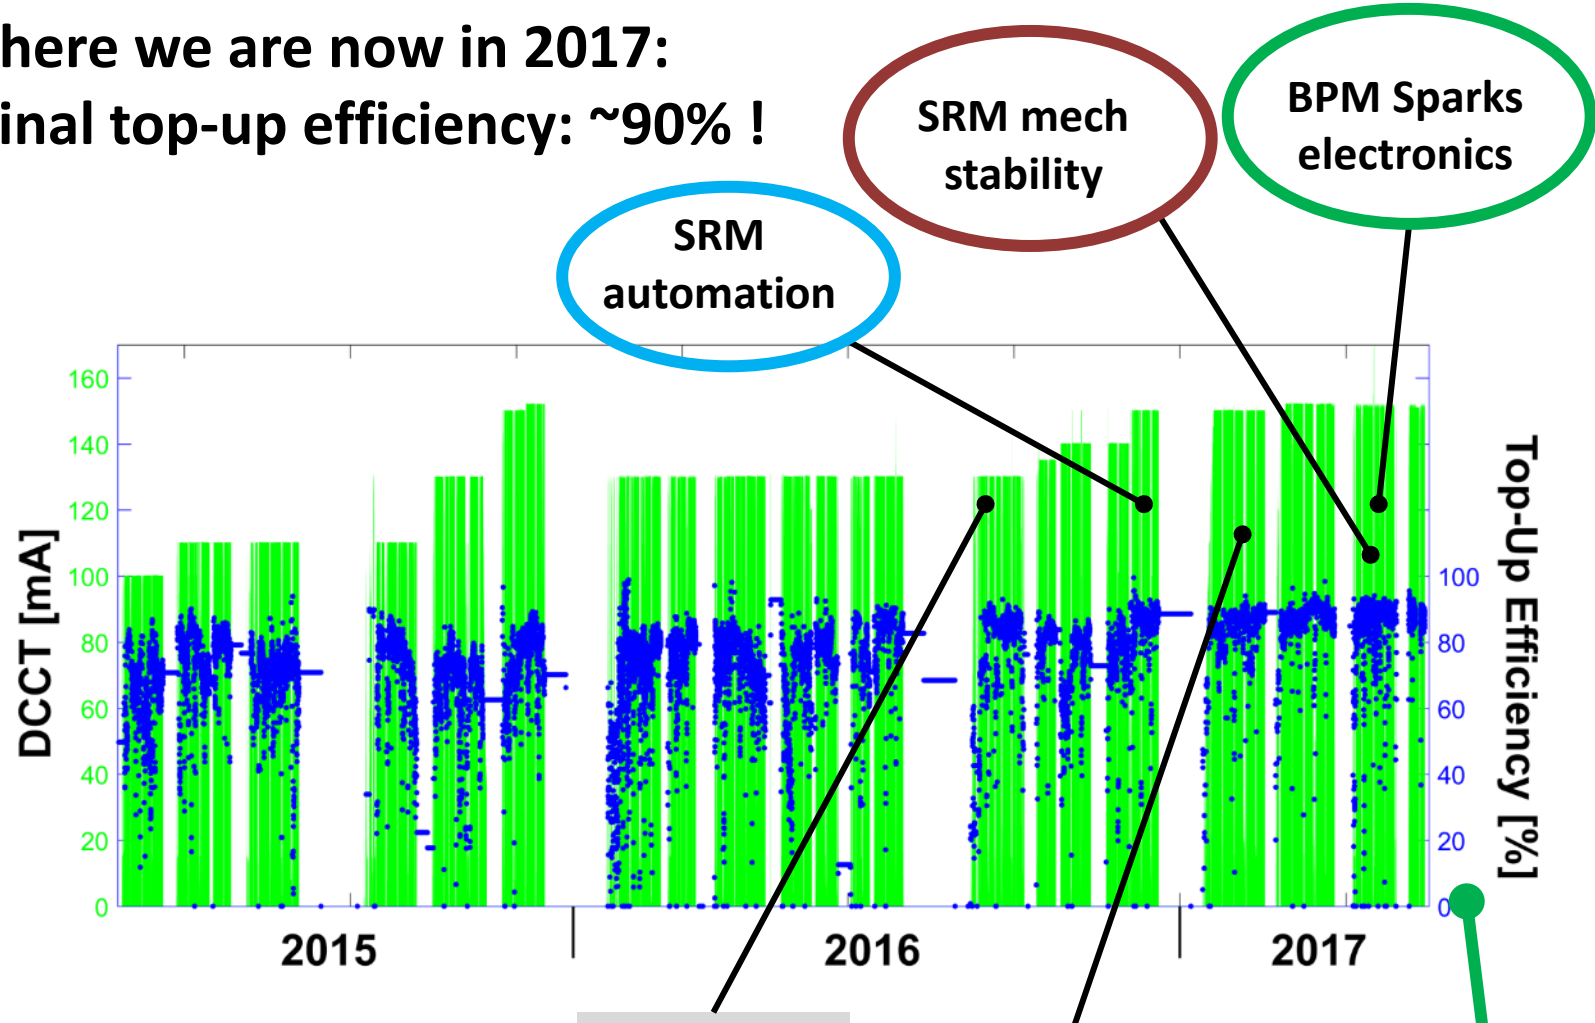 here we are now in 2017:
inal top-up efficiency: ~90% !
SRM mech
stability
BPM Sparks
electronics
SRM
automation
DCCT [mA]
160
140
120
100
80
60
40
20
0
100
80
60
40
20
0
Top-Up Efficiency [%]
2015
2016
2017